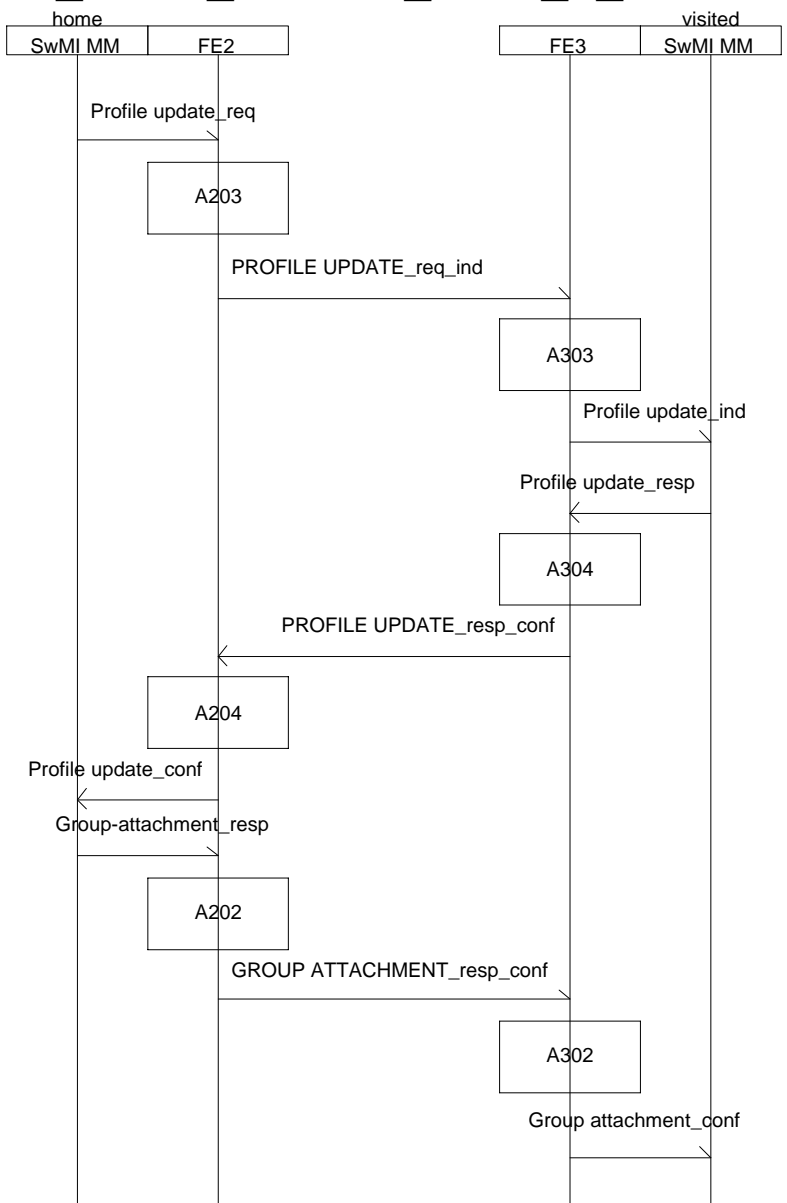 home
visited
SwMI MM
FE2
FE3
SwMI MM
Profile update_req
A203
PROFILE UPDATE_req_ind
A303
Profile update_ind
Profile update_resp
A304
PROFILE UPDATE_resp_conf
A204
Profile update_conf
Group-attachment_resp
A202
GROUP ATTACHMENT_resp_conf
A302
Group attachment_conf